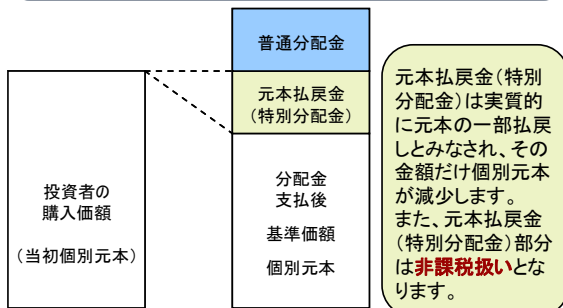 普通分配金
元本払戻金
(特別分配金)
投資者の
購入価額
(当初個別元本)
分配金
支払後
基準価額
個別元本
元本払戻金(特別
分配金)は実質的
に元本の一部払戻
しとみなされ、その
金額だけ個別元本
が減少します。
また、元本払戻金
(特別分配金)部分
は非課税扱いとな
ります。